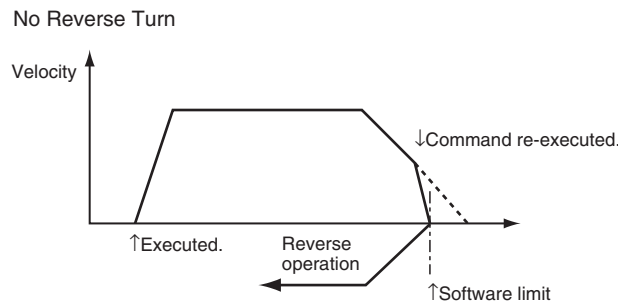 No Reverse Turn
Velocity
↓Command re-executed.
↑Executed.
Reverse
operation
↑Software limit